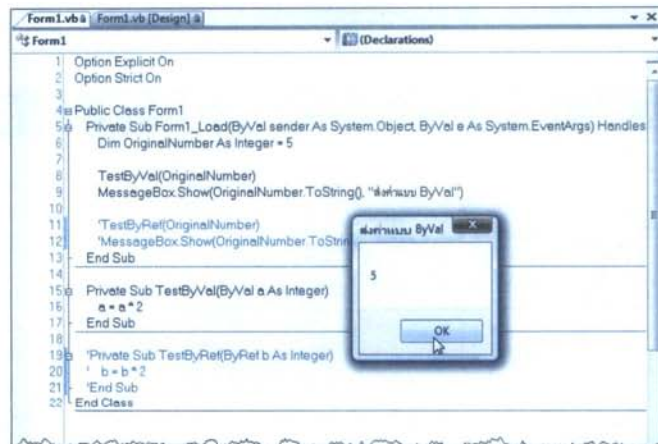 Form1.vb Form1.vb [Design]
Form1 (Declarations)
1 Option Explicit On
2 Option Strict On
3
4 Public Class Form1
5 Private Sub Form1_Load(ByVal sender As System.Object, ByVal e As System.EventArgs) Handles
6 Dim OriginalNumber As Integer = 5
7
8 TestByVal(OriginalNumber)
9 MessageBox.Show(OriginalNumber.ToString(), "ส่งค่าแบบ ByVal")
10
11 'TestByRef(OriginalNumber)
12 'MessageBox.Show(OriginalNumber.ToStrin
13 End Sub
14
15 Private Sub TestByVal(ByVal a As Integer)
16 a = a * 2
17 End Sub
18
19 'Private Sub TestByRef(ByRef b As Integer)
20 ' b = b * 2
21 'End Sub
22 End Class
ส่งค่าแบบ ByVal
5
OK